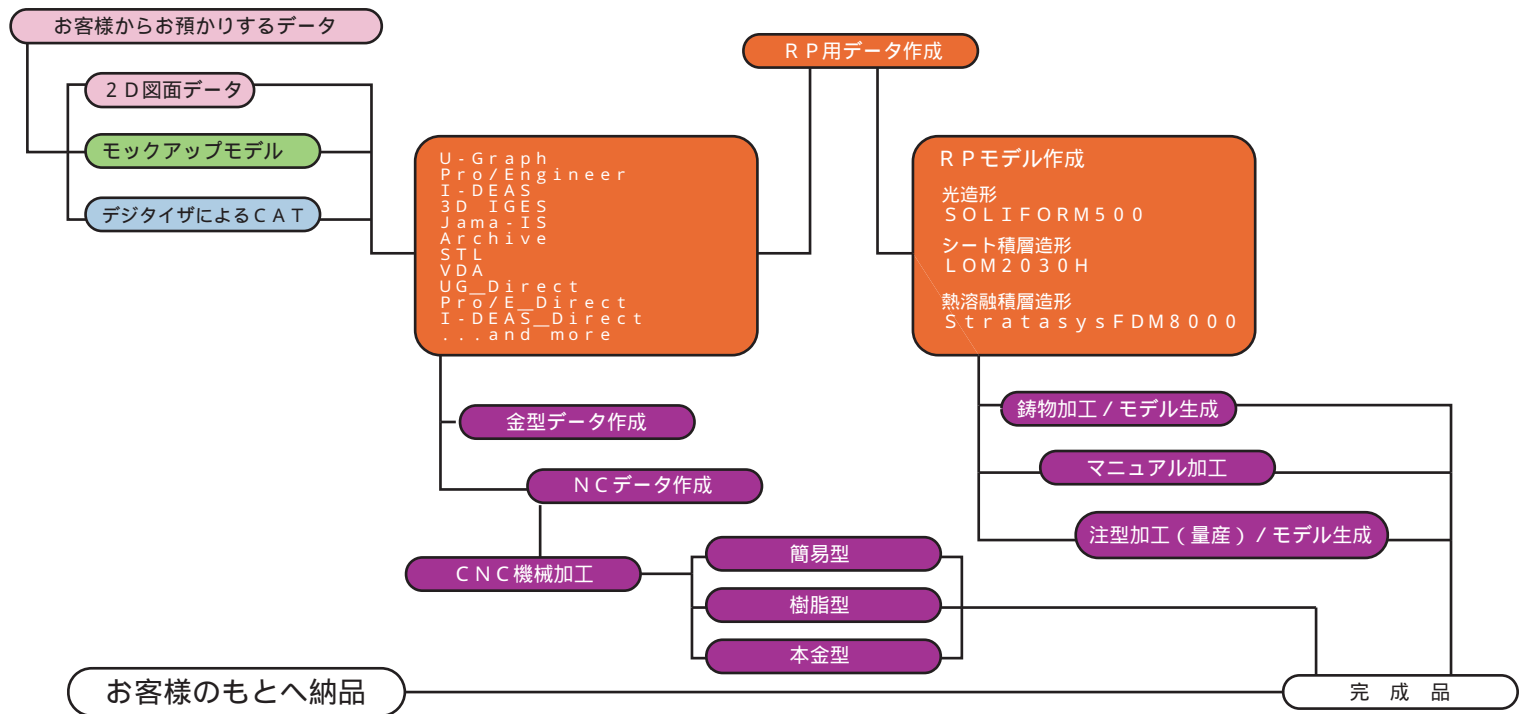 お客様からお預かりするデータ
２Ｄ図面データ
モックアップモデル
デジタイザによるＣＡＴ
U-Graph
Pro/Engineer
I-DEAS
3D IGES
Jama-IS
Archive
STL
VDA
UG_Direct
Pro/E_Direct
I-DEAS_Direct
...and more
ＲＰ用データ作成
ＲＰモデル作成
光造形
ＳＯＬＩＦＯＲＭ５００
シート積層造形
ＬＯＭ２０３０Ｈ
熱溶融積層造形
ＳｔｒａｔａｓｙｓＦＤＭ８０００
金型データ作成
ＮＣデータ作成
ＣＮＣ機械加工
簡易型
樹脂型
本金型
鋳物加工／モデル生成
マニュアル加工
注型加工（量産）／モデル生成
お客様のもとへ納品
完　成　品